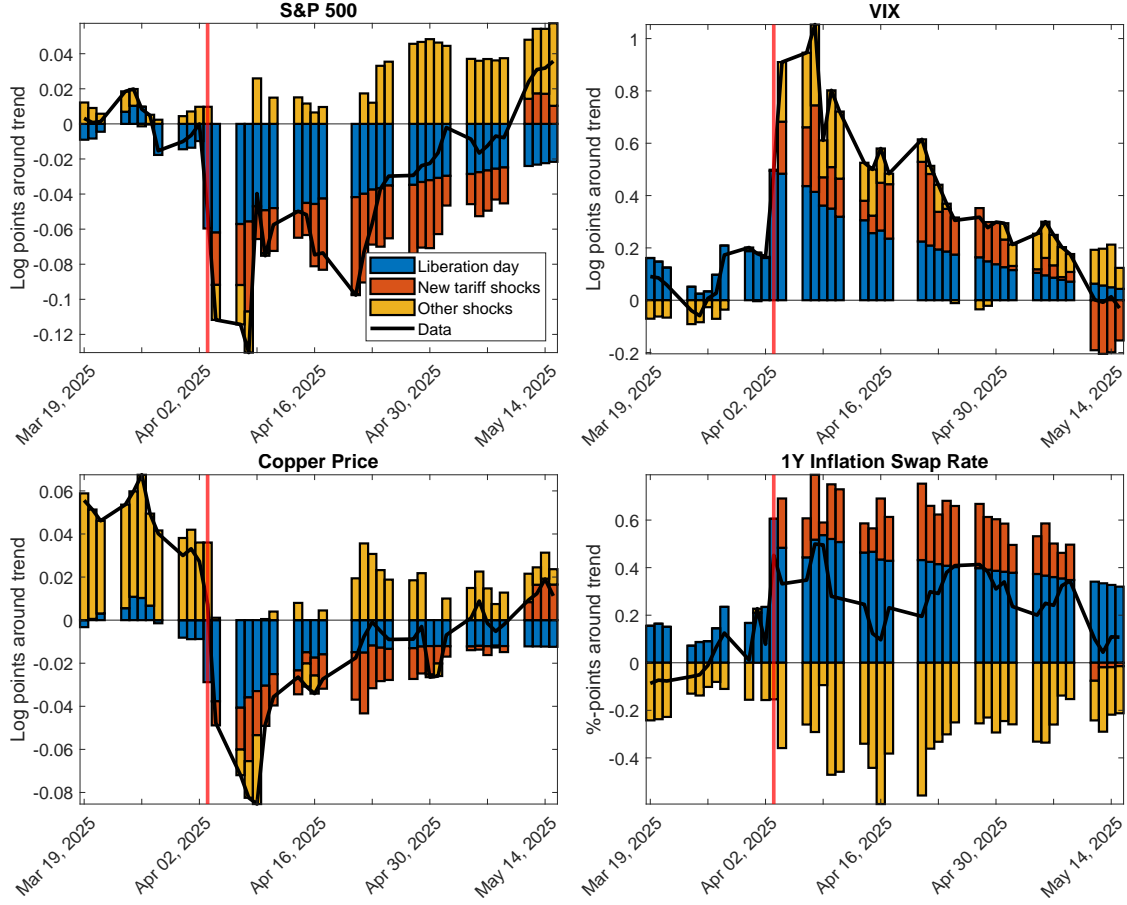 S&P 500
Log points around trend
0.04
0.02
0
-0.02
-0.04
-0.06
-0.08
-0.1
-0.12
Liberation day
New tariff shocks
Other shocks
Data
Mar 19, 2025
Apr 02, 2025
Apr 16, 2025
Apr 30, 2025
May 14, 2025
VIX
Log points around trend
1
0.8
0.6
0.4
0.2
0
-0.2
Mar 19, 2025
Apr 02, 2025
Apr 16, 2025
Apr 30, 2025
May 14, 2025
Copper Price
Log points around trend
0.06
0.04
0.02
0
-0.02
-0.04
-0.06
-0.08
Mar 19, 2025
Apr 02, 2025
Apr 16, 2025
Apr 30, 2025
May 14, 2025
1Y Inflation Swap Rate
%-points around trend
0.6
0.4
0.2
0
-0.2
-0.4
Mar 19, 2025
Apr 02, 2025
Apr 16, 2025
Apr 30, 2025
May 14, 2025